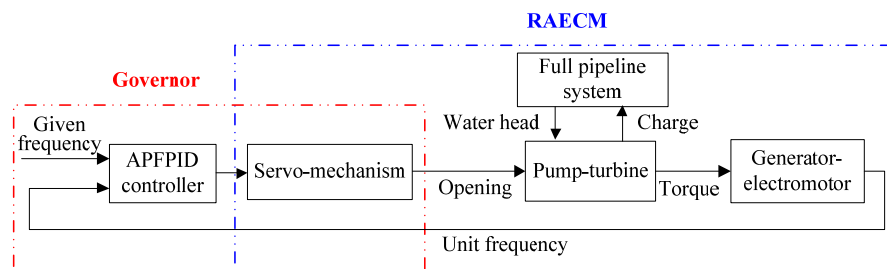 RAECM
Governor
Full pipeline
system
Given
frequency
Water head
Charge
APFPID
controller
Servo-mechanism
Opening
Pump-turbine
Torque
Generator-
electromotor
Unit frequency